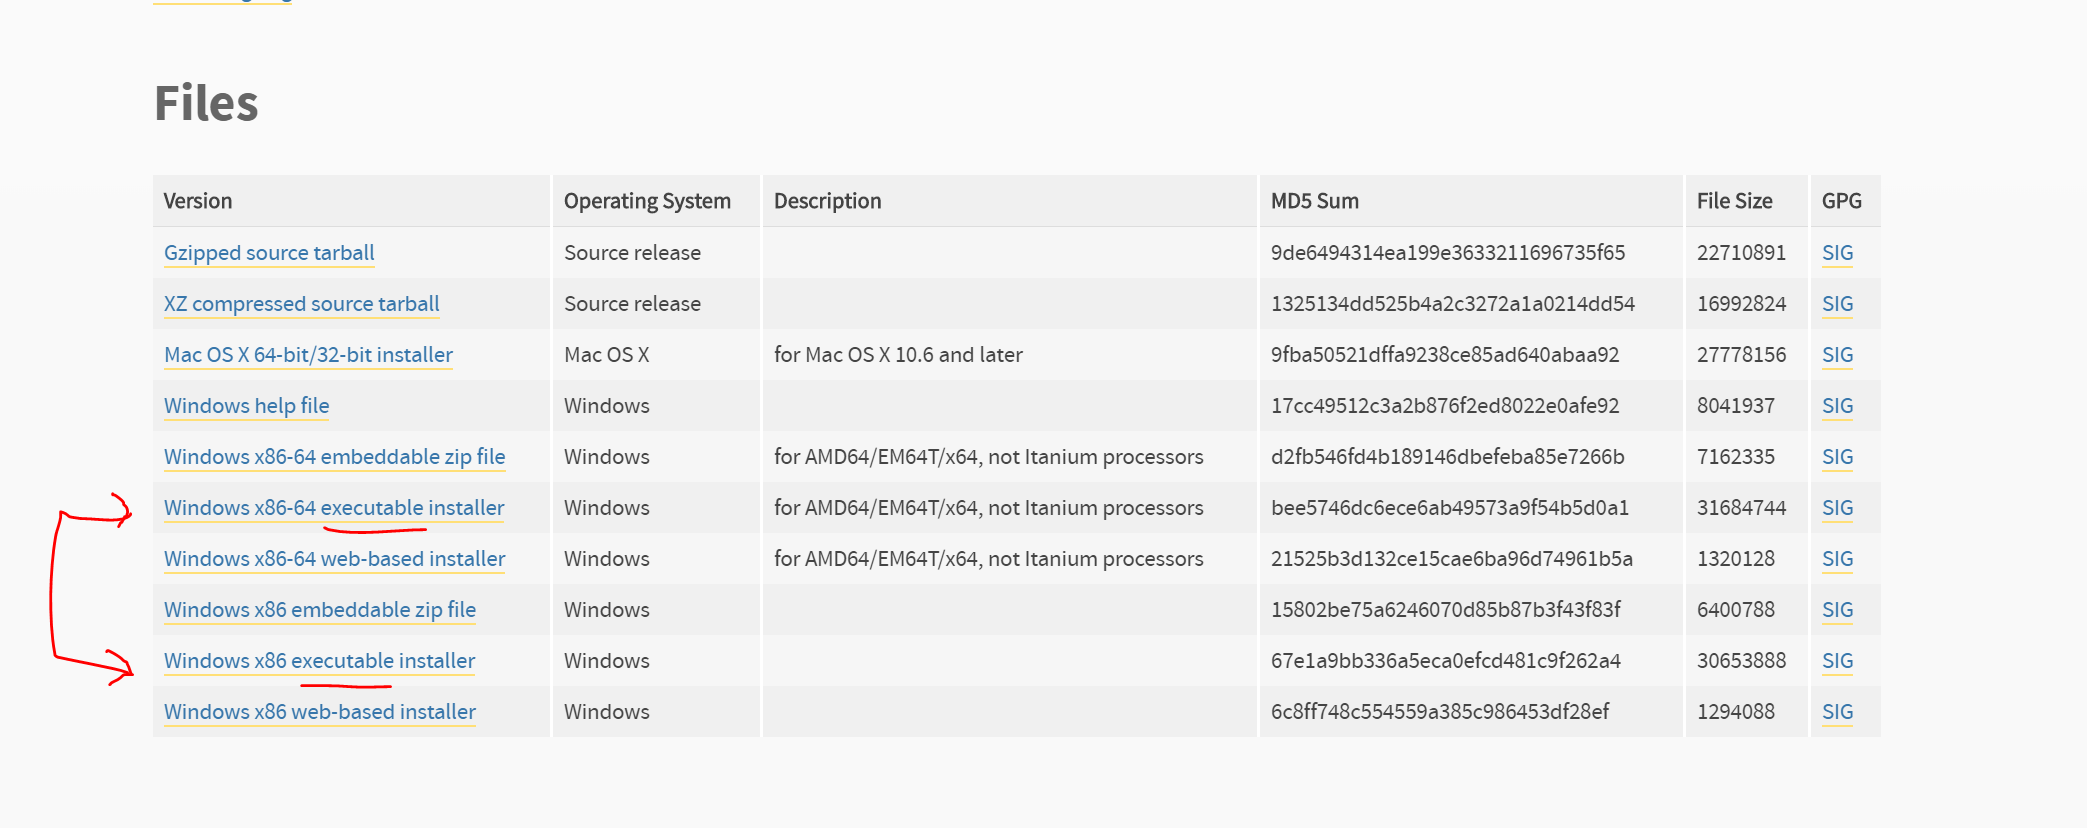 Files
Version Operating System Description MD5 Sum File Size GPG
Gzipped source tarball Source release 9de6494314ea199e3633211696735f65 22710891 SIG
XZ compressed source tarball Source release 1325134dd525b4a2c3272a1a0214dd54 16992824 SIG
Mac OS X 64-bit/32-bit installer Mac OS X for Mac OS X 10.6 and later 9fba50521dffa9238ce85ad640abaa92 27778156 SIG
Windows help file Windows 17cc49512c3a2b876f2ed8022e0afe92 8041937 SIG
Windows x86-64 embeddable zip file Windows for AMD64/EM64T/x64, not Itanium processors d2fb546fd4b189146dbefeba85e7266b 7162335 SIG
Windows x86-64 executable installer Windows for AMD64/EM64T/x64, not Itanium processors bee5746dc6ece6ab49573a9f54b5d0a1 31684744 SIG
Windows x86-64 web-based installer Windows for AMD64/EM64T/x64, not Itanium processors 21525b3d132ce15cae6ba96d74961b5a 1320128 SIG
Windows x86 embeddable zip file Windows 15802be75a6246070d85b87b3f43f83f 6400788 SIG
Windows x86 executable installer Windows 67e1a9bb336a5eca0efcd481c9f262a4 30653888 SIG
Windows x86 web-based installer Windows 6c8ff748c554559a385c986453df28ef 1294088 SIG